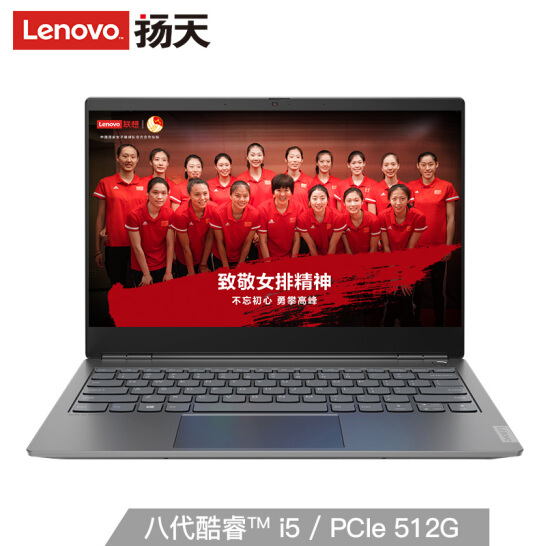 Lenovo 扬天
Lenovo 联想
致敬女排精神
不忘初心 勇攀高峰
Lenovo
八代酷睿™ i5 / PCIe 512G